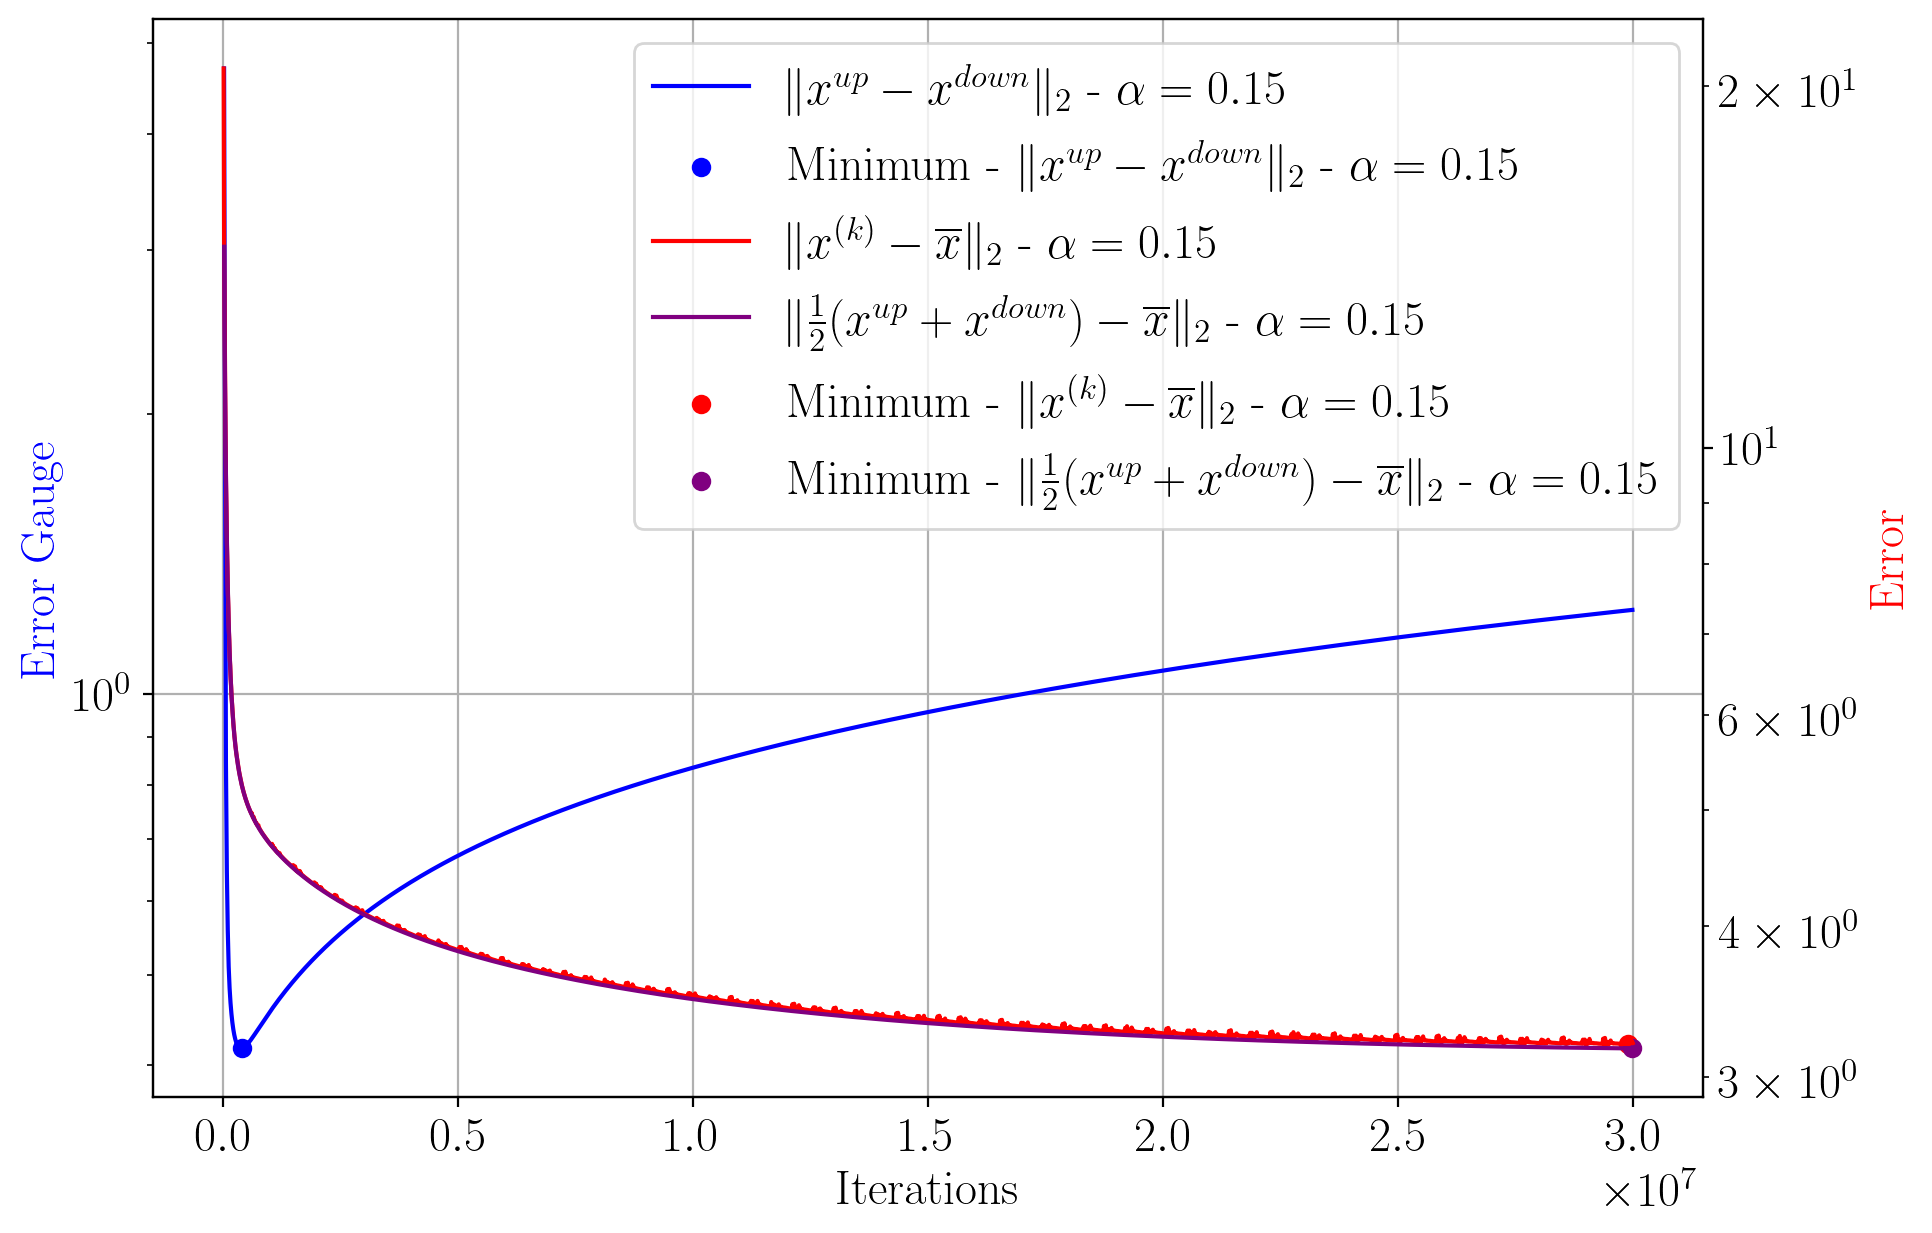 ‖x^{up} − x^{down}‖₂ - α = 0.15
Minimum - ‖x^{up} − x^{down}‖₂ - α = 0.15
‖x^{(k)} − x̅‖₂ - α = 0.15
‖½(x^{up} + x^{down}) − x̅‖₂ - α = 0.15
Minimum - ‖x^{(k)} − x̅‖₂ - α = 0.15
Minimum - ‖½(x^{up} + x^{down}) − x̅‖₂ - α = 0.15
Error Gauge
10⁰
2 × 10¹
10¹
6 × 10⁰
4 × 10⁰
3 × 10⁰
Error
0.0 0.5 1.0 1.5 2.0 2.5 3.0
Iterations
×10⁷